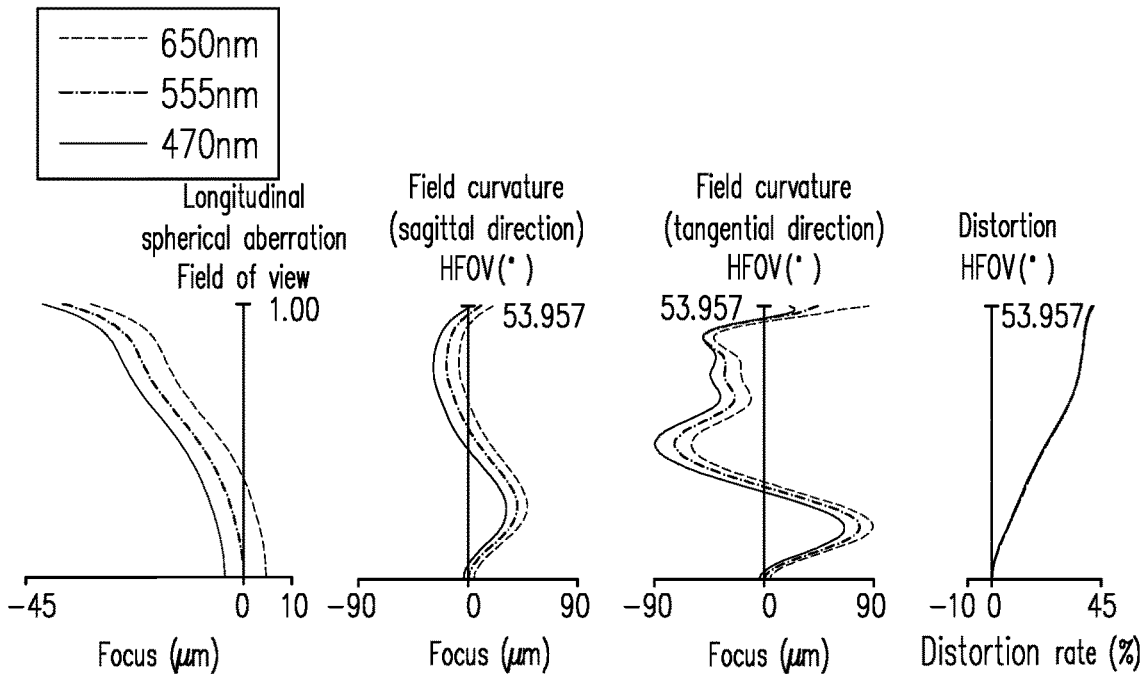 650nm
555nm
470nm
Longitudinal
spherical aberration
Field of view
1.00
-45 0 10
Focus (μm)
Field curvature
(sagittal direction)
HFOV(°)
53.957
-90 0 90
Focus (μm)
Field curvature
(tangential direction)
HFOV(°)
53.957
-90 0 90
Focus (μm)
Distortion
HFOV(°)
53.957
-10 0 45
Distortion rate (%)